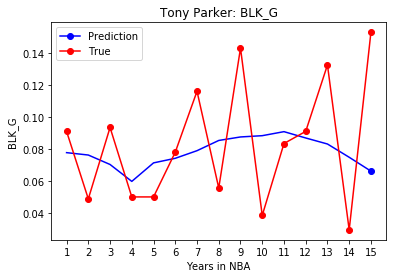 Tony Parker: BLK_G
Prediction
True
BLK_G
0.14
0.12
0.10
0.08
0.06
0.04
1 2 3 4 5 6 7 8 9 10 11 12 13 14 15
Years in NBA